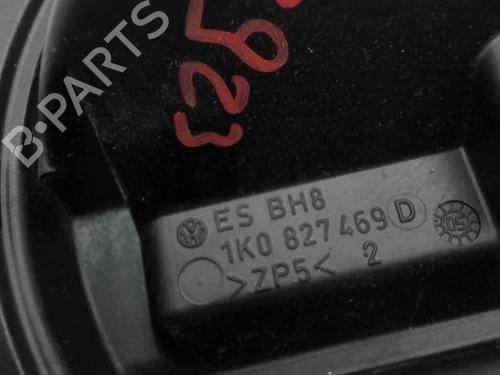 B-PARTS
ES BH8
1K0 827 469 D
05
>ZP5< 2